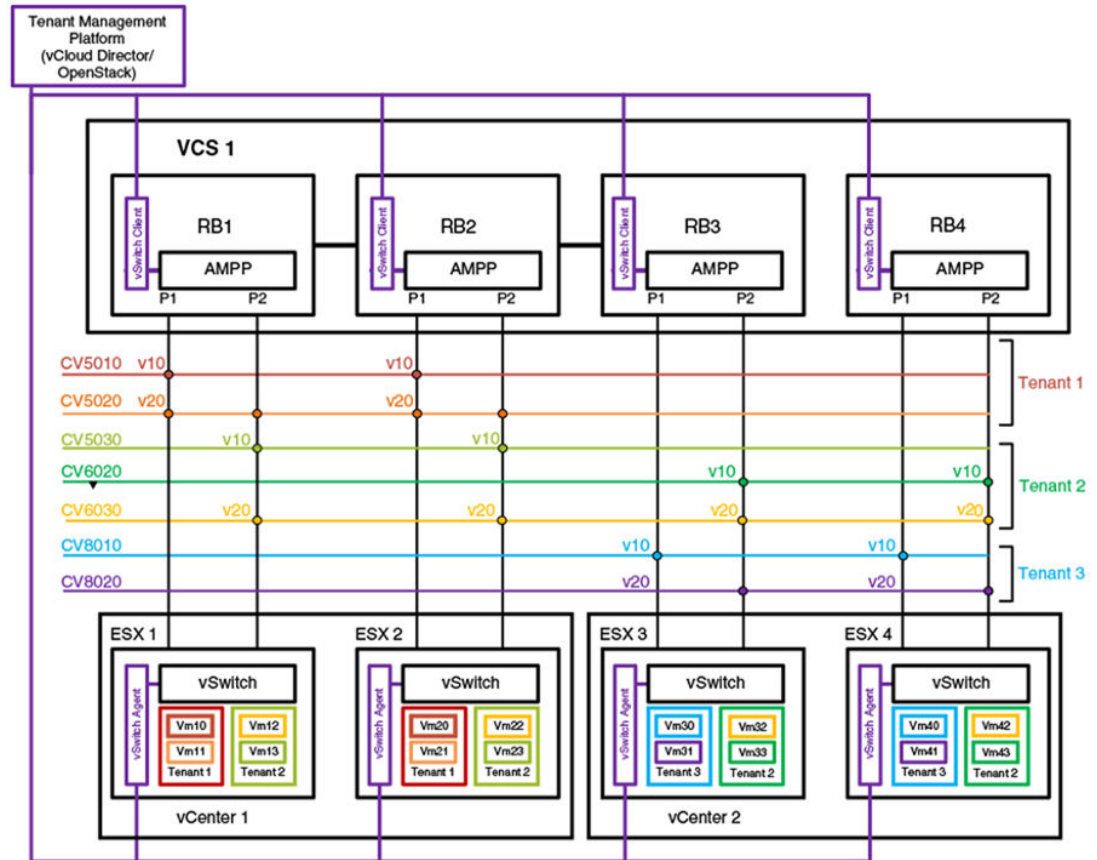 Tenant Management
Platform
(vCloud Director/
OpenStack)
VCS 1
vSwitch Client
RB1
AMPP
P1 P2
vSwitch Client
RB2
AMPP
P1 P2
vSwitch Client
RB3
AMPP
P1 P2
vSwitch Client
RB4
AMPP
P1 P2
CV5010 v10 v10
Tenant 1
CV5020 v20 v20
CV5030 v10 v10
CV6020 v10 v10
Tenant 2
CV6030 v20 v20 v20 v20
CV8010 v10 v10
Tenant 3
CV8020 v20 v20
ESX 1
vSwitch Agent
vSwitch
Vm10 Vm12
Vm11 Vm13
Tenant 1 Tenant 2
ESX 2
vSwitch Agent
vSwitch
Vm20 Vm22
Vm21 Vm23
Tenant 1 Tenant 2
vCenter 1
ESX 3
vSwitch Agent
vSwitch
Vm30 Vm32
Vm31 Vm33
Tenant 3 Tenant 2
ESX 4
vSwitch Agent
vSwitch
Vm40 Vm42
Vm41 Vm43
Tenant 3 Tenant 2
vCenter 2